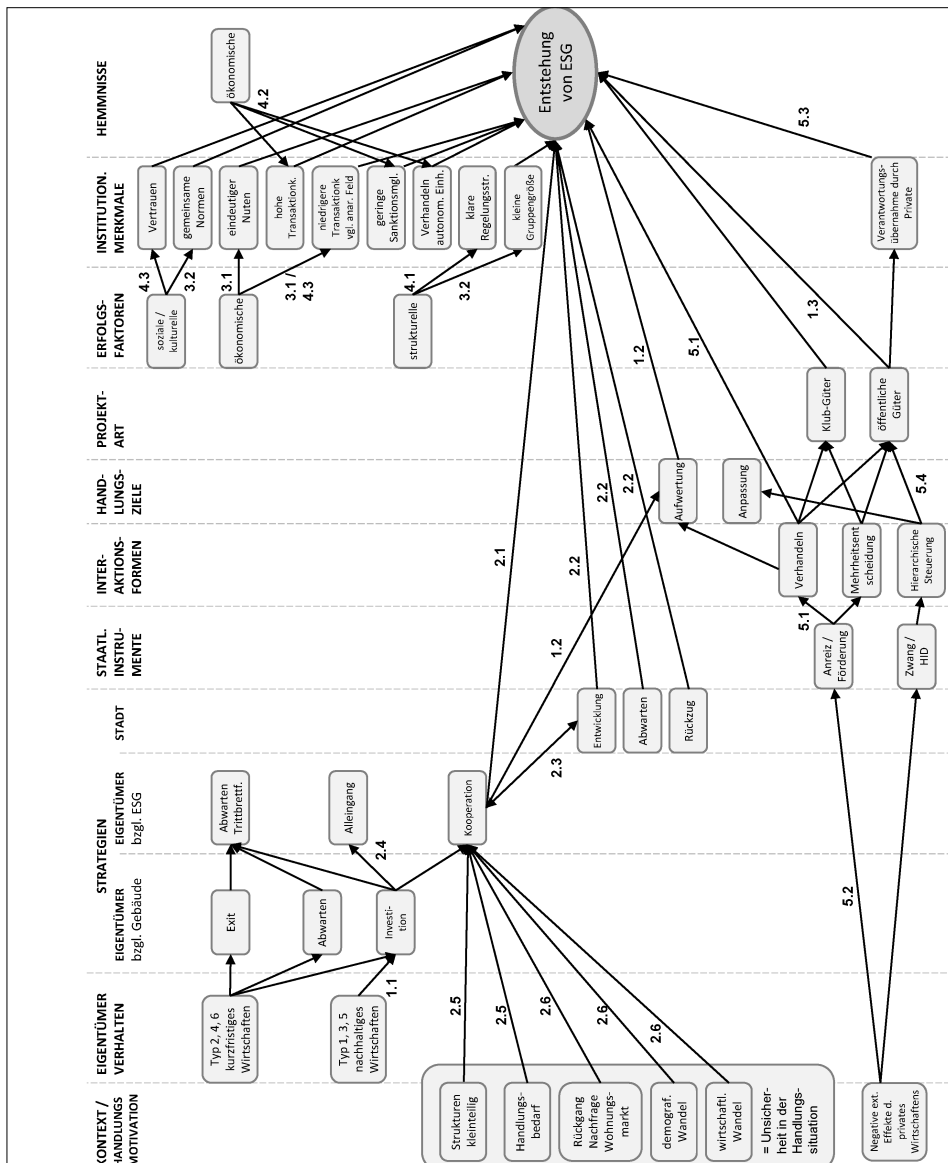 KONTEXT /
HANDLUNGS
MOTIVATION
Strukturen
kleinteilig
Handlungs-
bedarf
Rückgang
Nachfrage
Wohnungs-
markt
demograf.
Wandel
wirtschaftl.
Wandel
= Unsicher-
heit in der
Handlungs-
situation
Negative ext.
Effekte d.
privates
Wirtschaftens
EIGENTÜMER
VERHALTEN
Typ 2, 4, 6
kurzfristiges
Wirtschaften
Typ 1, 3, 5
nachhaltiges
Wirtschaften
1.1
2.5
2.5
2.6
2.6
2.6
5.2
STRATEGIEN
EIGENTÜMER
bzgl. Gebäude
Exit
Abwarten
Investi-
tion
2.4
EIGENTÜMER
bzgl. ESG
Abwarten
Trittbrettf.
Alleingang
Kooperation
2.3
1.2
2.1
STADT
Entwicklung
Abwarten
Rückzug
STAATL.
INSTRU-
MENTE
Anreiz /
Förderung
Zwang /
HID
5.1
2.2
INTER-
AKTIONS-
FORMEN
Verhandeln
Mehrheitsent
scheidung
Hierarchische
Steuerung
2.2
2.2
5.4
HAND-
LUNGS-
ZIELE
Aufwertung
Anpassung
PROJEKT-
ART
Klub-Güter
öffentliche
Güter
1.2
5.1
1.3
ERFOLGS-
FAKTOREN
soziale /
kulturelle
ökonomische
strukturelle
4.3
3.2
3.1
3.1 /
4.3
4.1
3.2
INSTITUTION.
MERKMALE
Vertrauen
gemeinsame
Normen
eindeutiger
Nuten
hohe
Transaktionk.
niedrigere
Transaktionk
vgl. anar. Feld
geringe
Sanktionsmgl.
Verhandeln
autonom. Einh.
klare
Regelungsstr.
kleine
Gruppengröße
Verantwortungs-
übernahme durch
Private
HEMMNISSE
ökonomische
4.2
5.3
Entstehung
von ESG